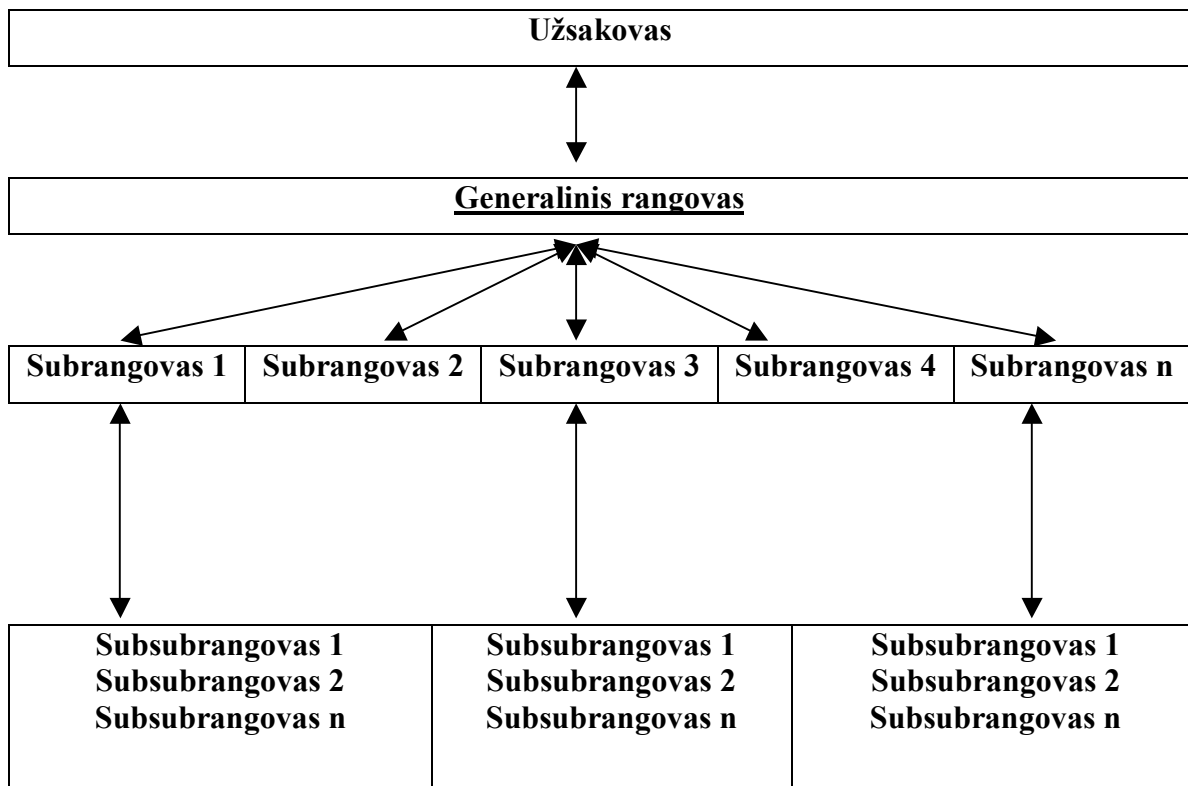 Užsakovas
Generalinis rangovas
Subrangovas 1
Subrangovas 2
Subrangovas 3
Subrangovas 4
Subrangovas n
Subsubrangovas 1
Subsubrangovas 2
Subsubrangovas n
Subsubrangovas 1
Subsubrangovas 2
Subsubrangovas n
Subsubrangovas 1
Subsubrangovas 2
Subsubrangovas n